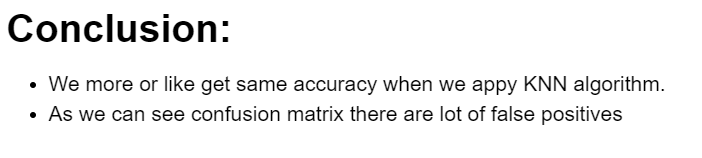 Conclusion:
• We more or like get same accuracy when we appy KNN algorithm.
• As we can see confusion matrix there are lot of false positives